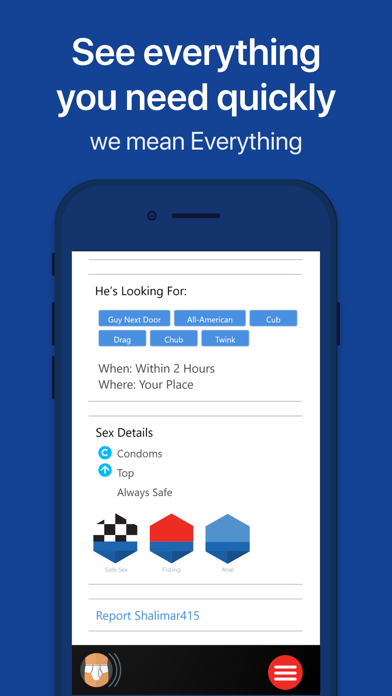 See everything
you need quickly
we mean Everything
He's Looking For:
Guy Next Door All-American Cub
Drag Chub Twink
When: Within 2 Hours
Where: Your Place
Sex Details
C Condoms
Top
Always Safe
Safe Sex Fisting Anal
Report Shalimar415